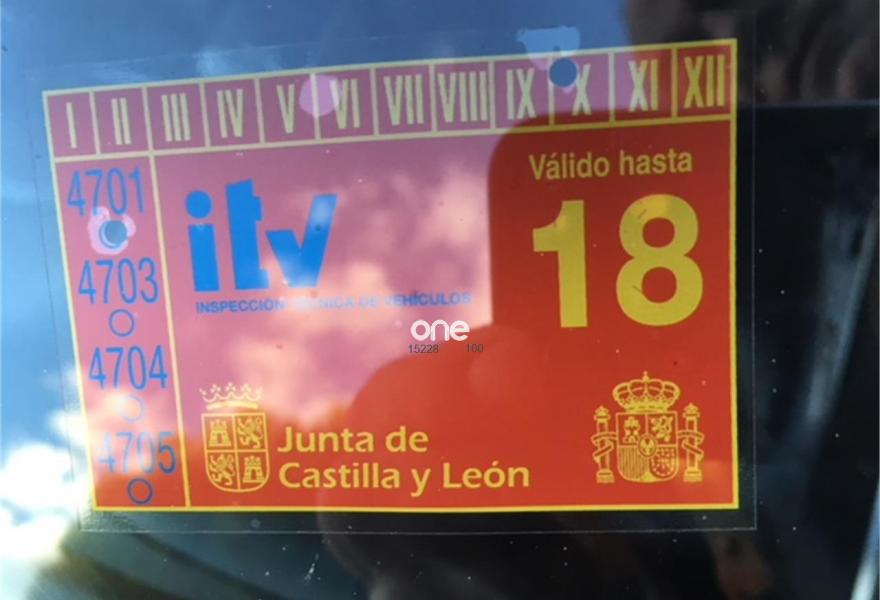 I II III IV V VI VII VIII IX X XI XII
Válido hasta
18
4701
4703
4704
4705
itv
INSPECCIÓN TÉCNICA DE VEHÍCULOS
one
15228 100
Junta de
Castilla y León